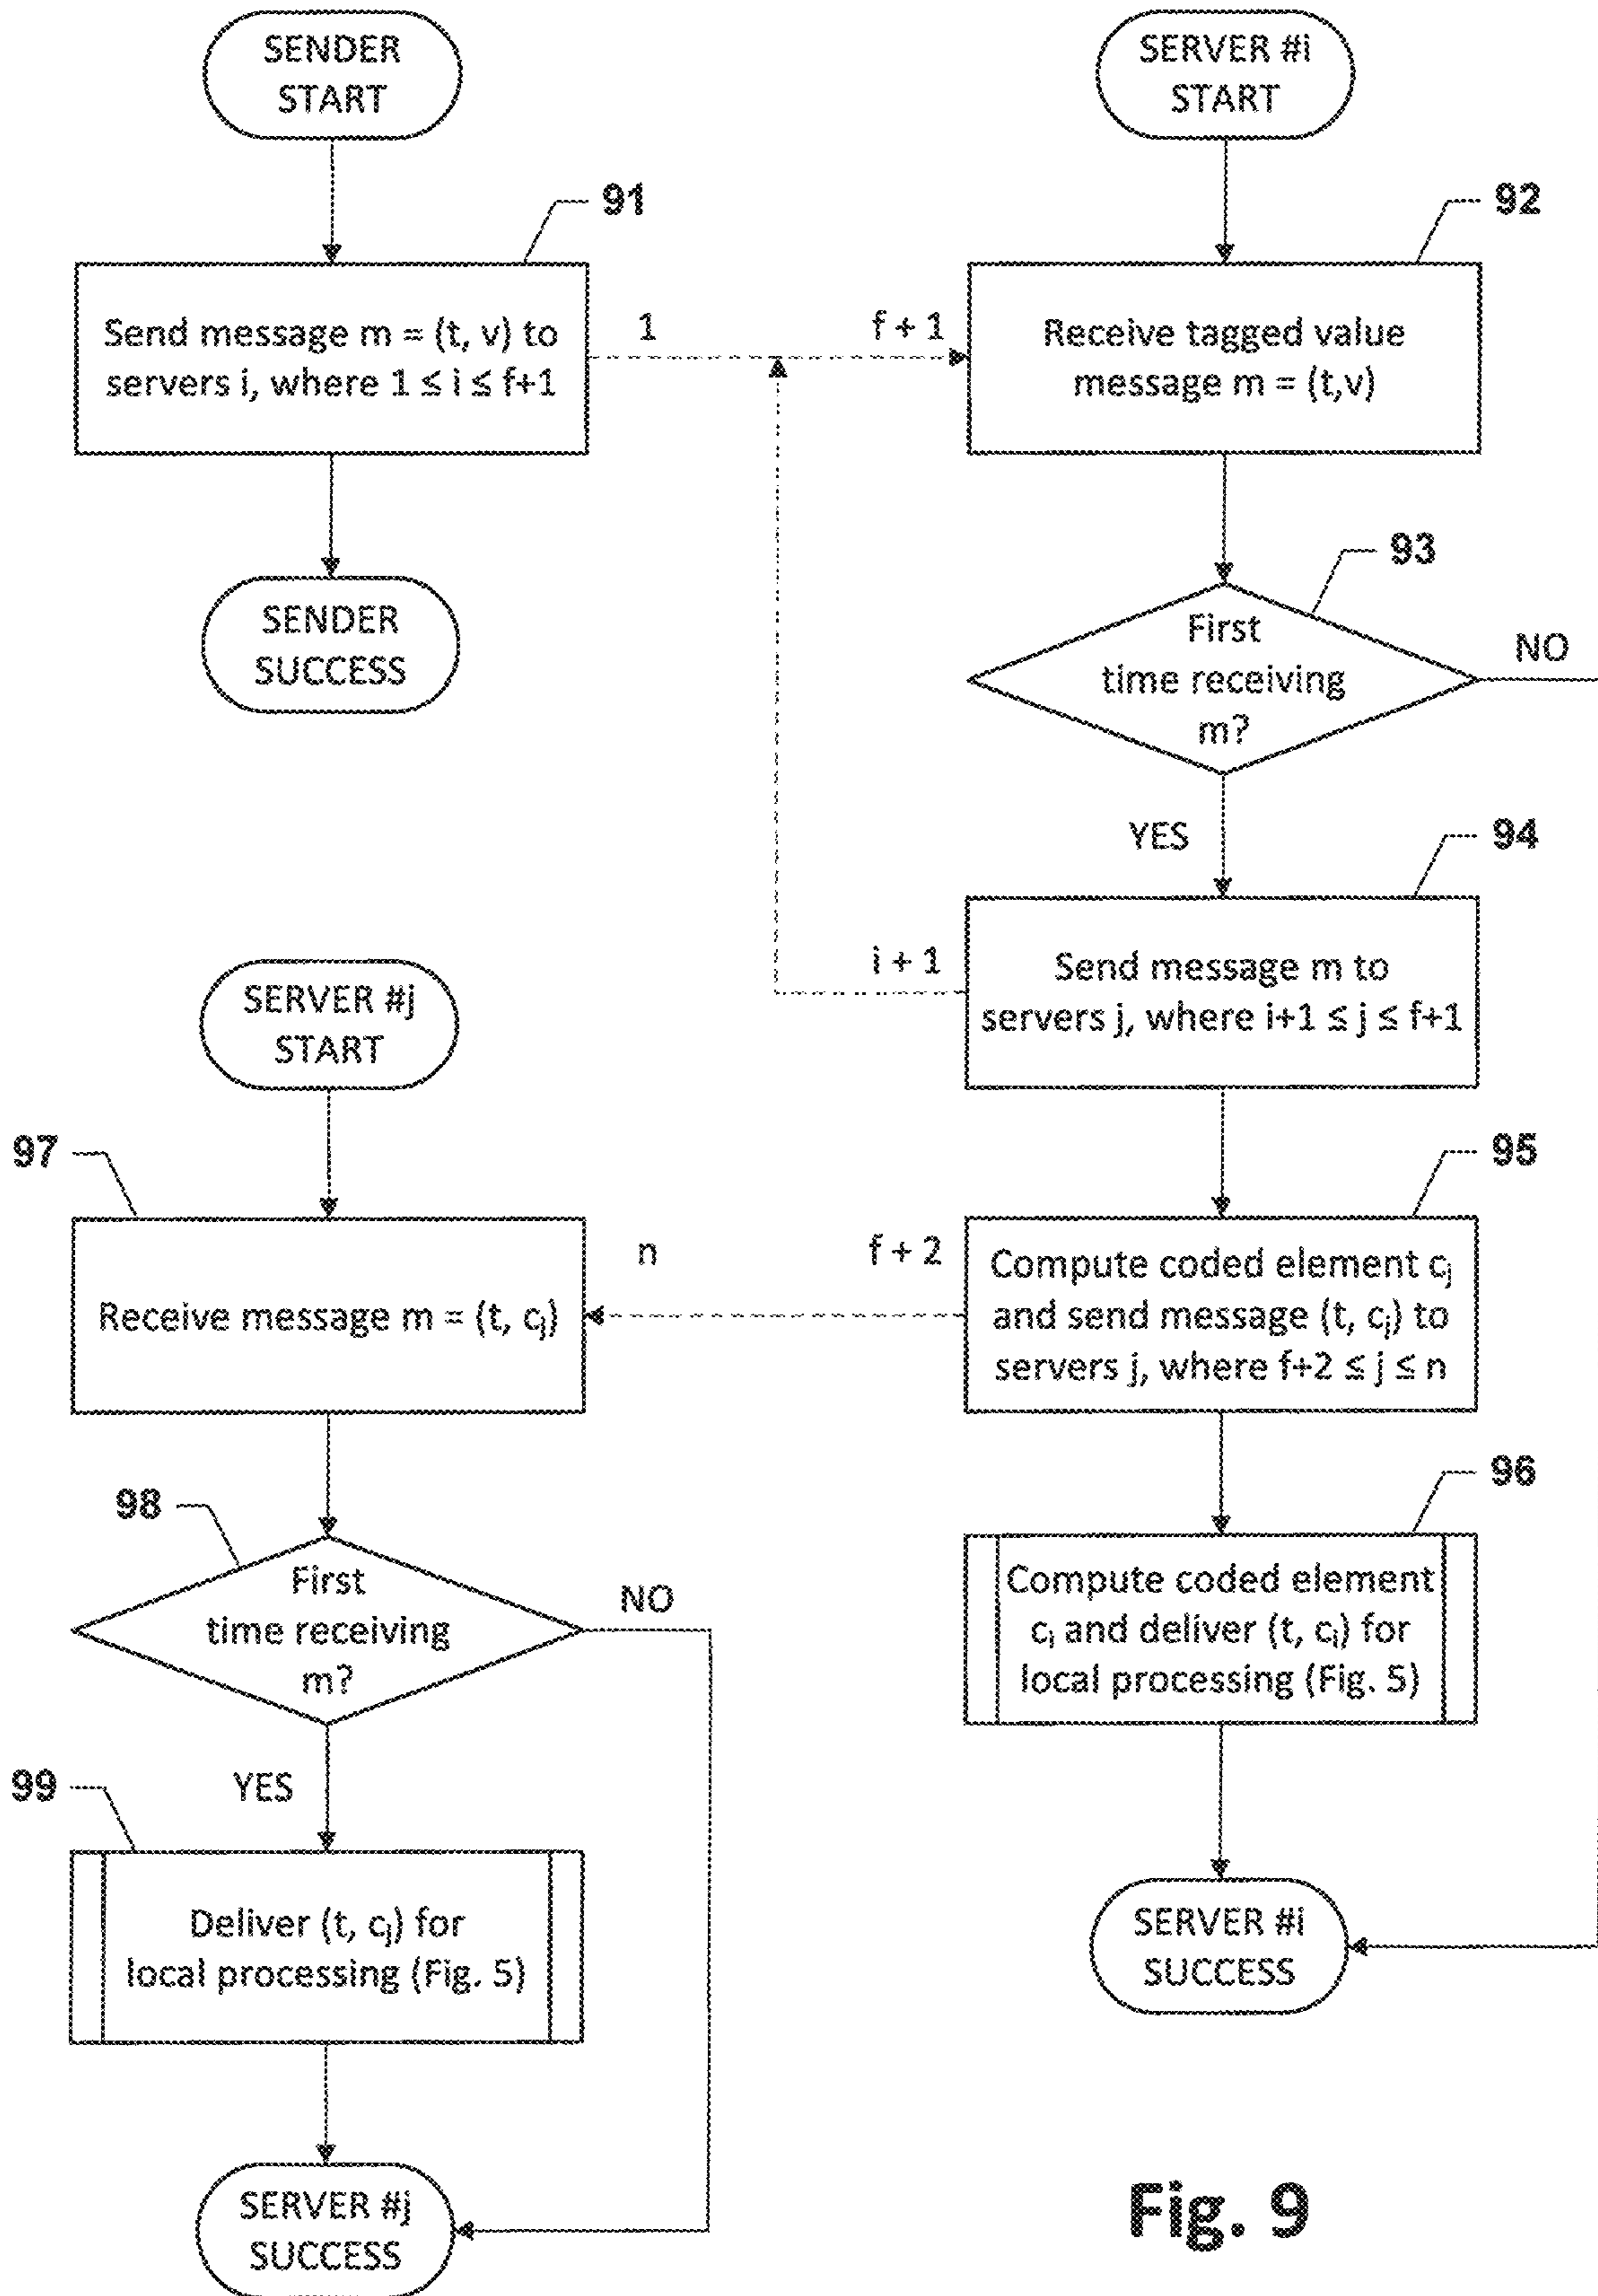 SENDER
START
91
Send message m = (t, v) to
servers i, where 1 ≤ i ≤ f+1
1
f + 1
SENDER
SUCCESS
SERVER #i
START
92
Receive tagged value
message m = (t,v)
93
First
time receiving
m?
NO
YES
94
Send message m to
servers j, where i+1 ≤ j ≤ f+1
i + 1
95
Compute coded element cj
and send message (t, cj) to
servers j, where f+2 ≤ j ≤ n
f + 2
n
96
Compute coded element
ci and deliver (t, ci) for
local processing (Fig. 5)
SERVER #i
SUCCESS
SERVER #j
START
97
Receive message m = (t, cj)
98
First
time receiving
m?
NO
YES
99
Deliver (t, cj) for
local processing (Fig. 5)
SERVER #j
SUCCESS
Fig. 9